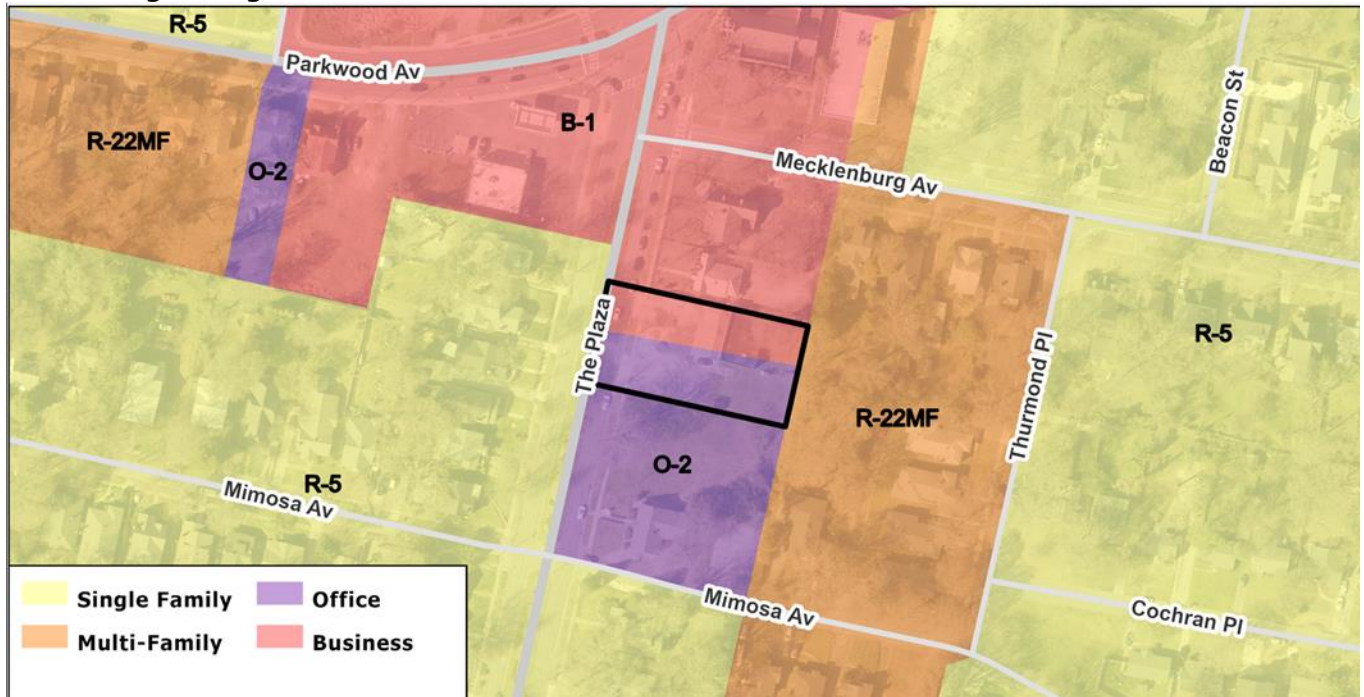 R-5
Parkwood Av
B-1
R-22MF
O-2
Mecklenburg Av
Beacon St
The Plaza
R-5
Thurmond Pl
R-22MF
O-2
R-5
Mimosa Av
Mimosa Av
Cochran Pl
Single Family
Office
Multi-Family
Business